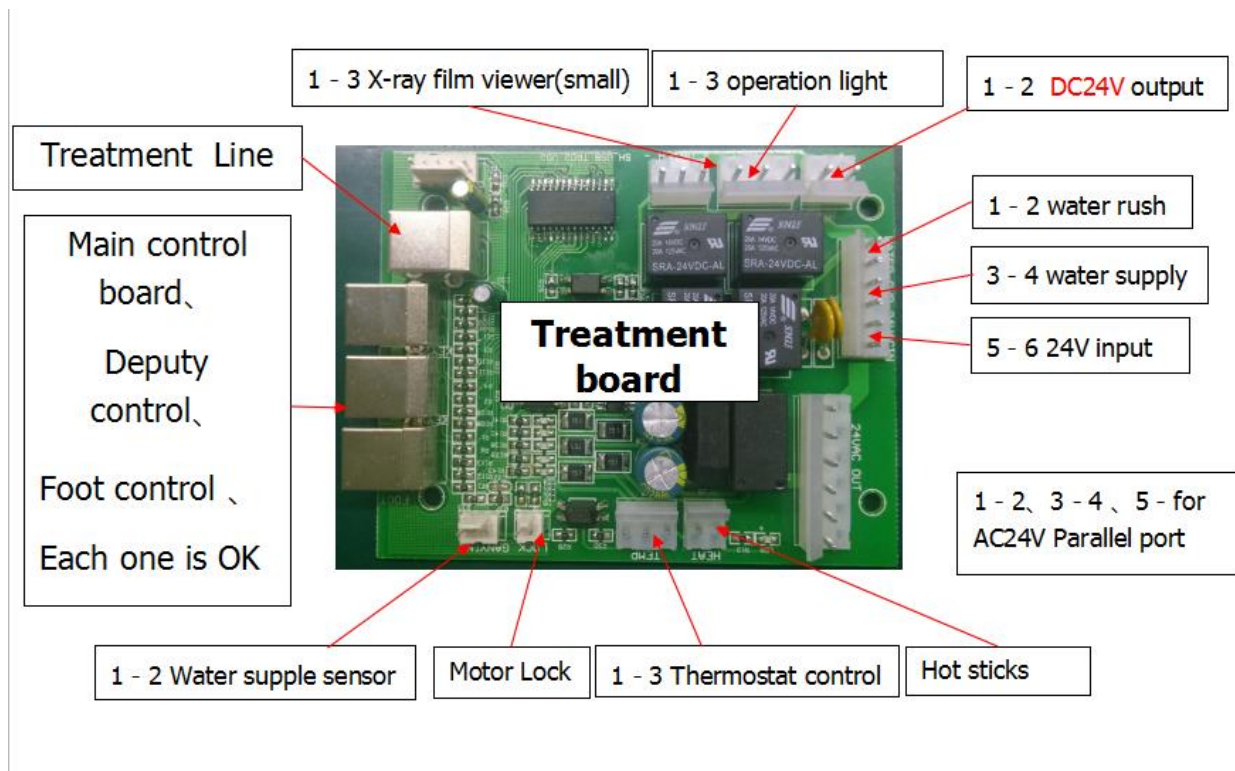 1 - 3 X-ray film viewer(small)
1 - 3 operation light
1 - 2 DC24V output
Treatment Line
Main control
board、
Deputy
control、
Foot control 、
Each one is OK
1 - 2 water rush
3 - 4 water supply
5 - 6 24V input
SRA-24VDC-AL
SRA-24VDC-AL
Treatment
board
24VAC OUT
1 - 2、3 - 4 、5 - for
AC24V Parallel port
TEMP
HEAT
1 - 2 Water supple sensor
Motor Lock
1 - 3 Thermostat control
Hot sticks